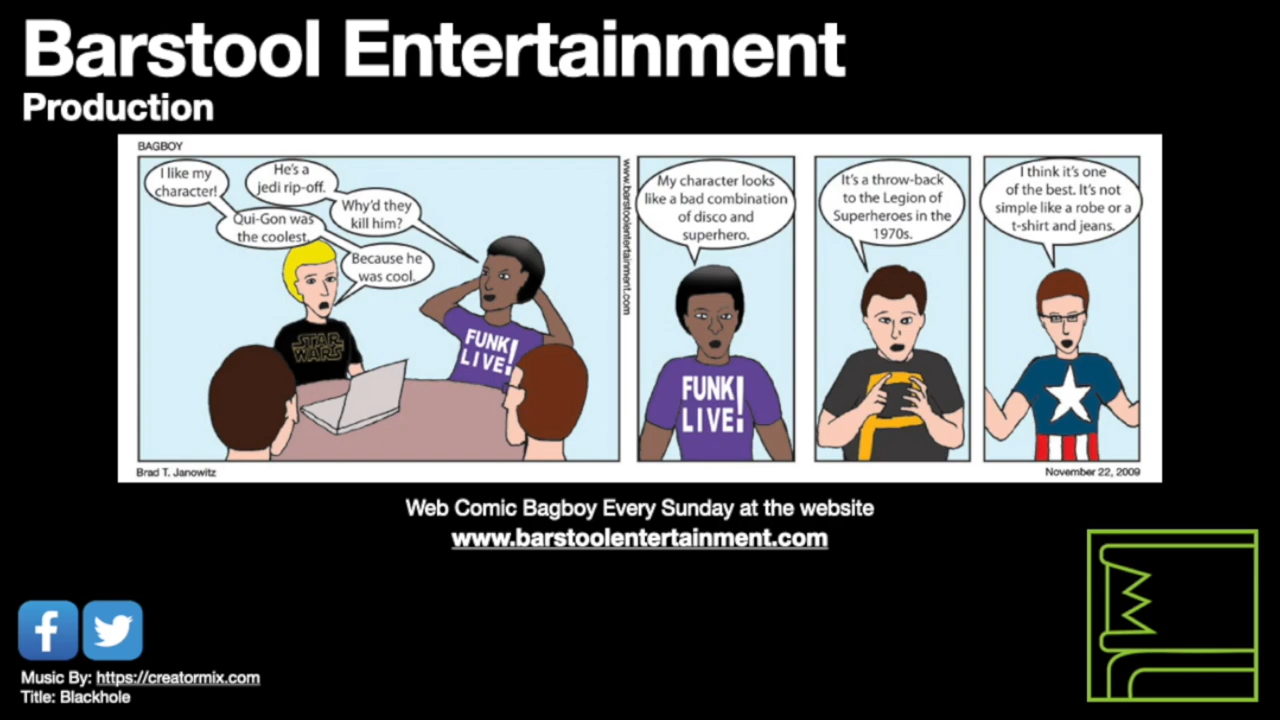 Barstool Entertainment
Production
BAGBOY
I like my
character!
He's a
jedi rip-off.
Qui-Gon was
the coolest.
Why'd they
kill him?
Because he
was cool.
STAR
WARS
FUNK
LIVE!
www.barstoolentertainment.com
My character looks
like a bad combination
of disco and
superhero.
FUNK
LIVE!
It's a throw-back
to the Legion of
Superheroes in the
1970s.
I think it's one
of the best. It's not
simple like a robe or a
t-shirt and jeans.
Brad T. Janowitz
November 22, 2009
Web Comic Bagboy Every Sunday at the website
www.barstoolentertainment.com
Music By: https://creatormix.com
Title: Blackhole